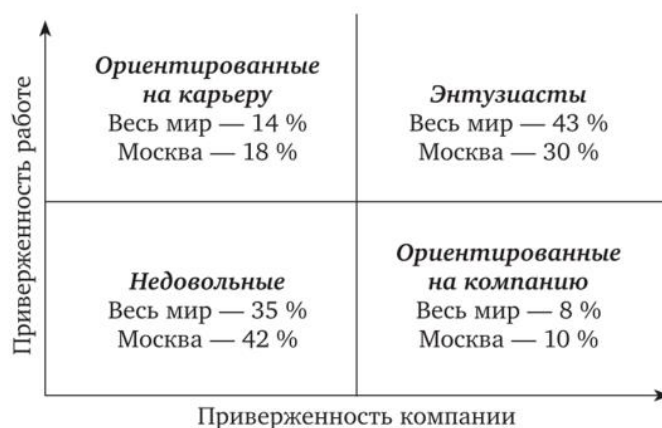 Приверженность работе
Ориентированные
на карьеру
Весь мир — 14 %
Москва — 18 %
Энтузиасты
Весь мир — 43 %
Москва — 30 %
Недовольные
Весь мир — 35 %
Москва — 42 %
Ориентированные
на компанию
Весь мир — 8 %
Москва — 10 %
Приверженность компании